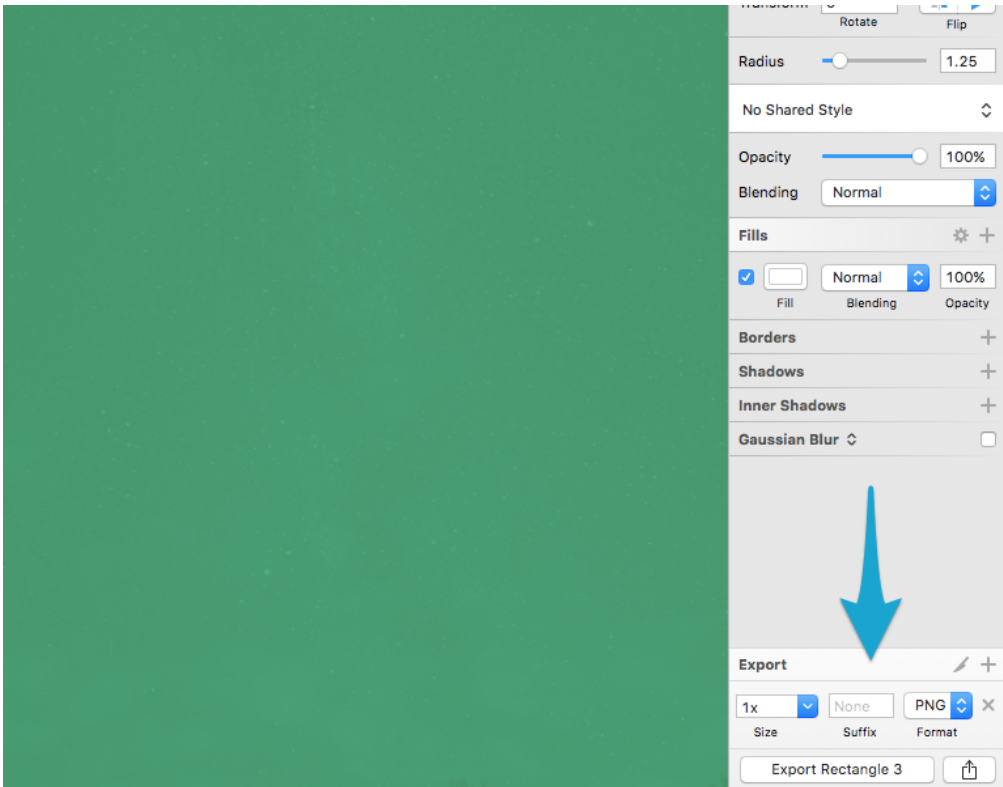 Transform
Rotate Flip
Radius 1.25
No Shared Style
Opacity 100%
Blending Normal
Fills
Normal 100%
Fill Blending Opacity
Borders
Shadows
Inner Shadows
Gaussian Blur
Export
1x None PNG
Size Suffix Format
Export Rectangle 3